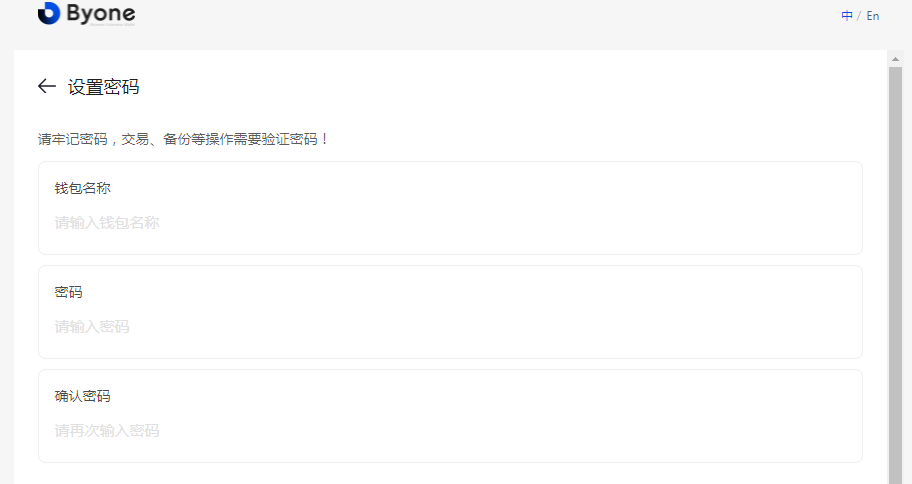 Byone
中 / En
设置密码
请牢记密码，交易、备份等操作需要验证密码！
钱包名称
请输入钱包名称
密码
请输入密码
确认密码
请再次输入密码